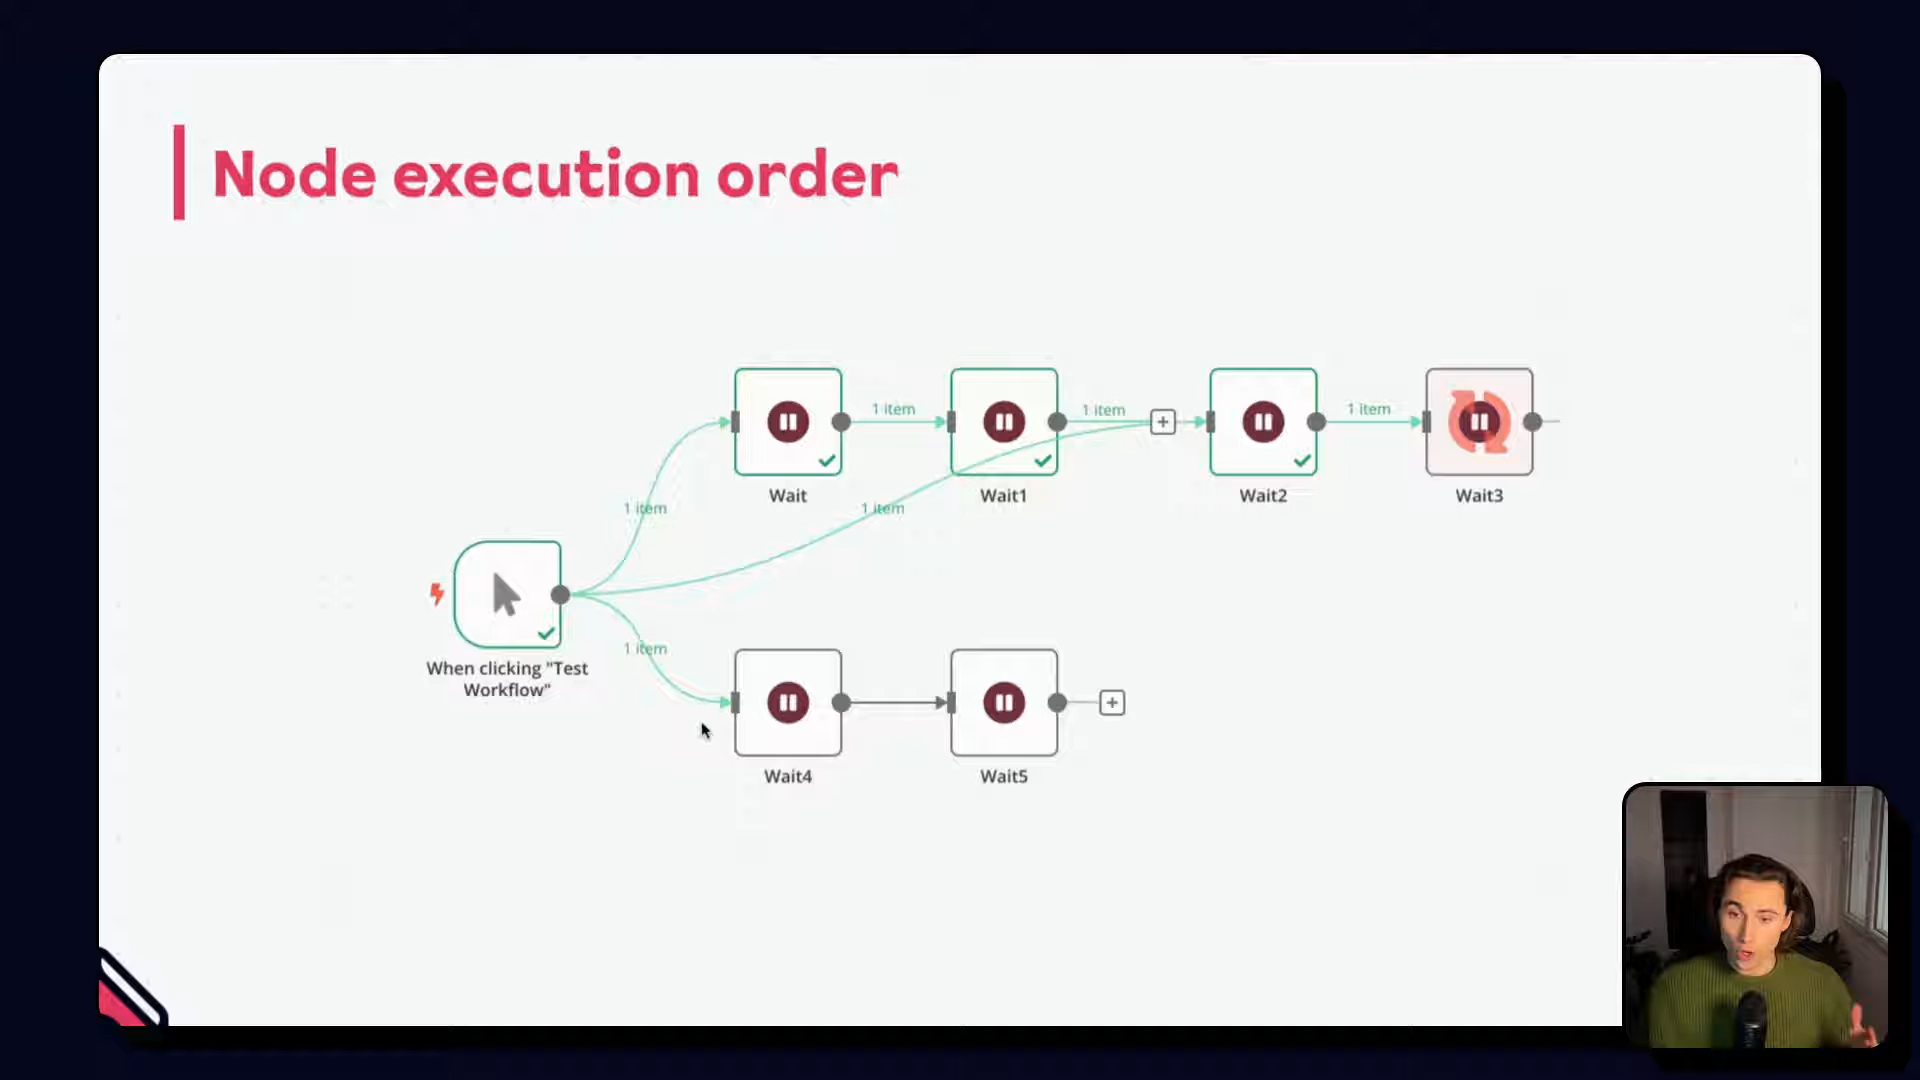 Node execution order
1 item
1 item
1 item
Wait
Wait1
Wait2
Wait3
1 item
1 item
When clicking "Test
Workflow"
1 item
Wait4
Wait5